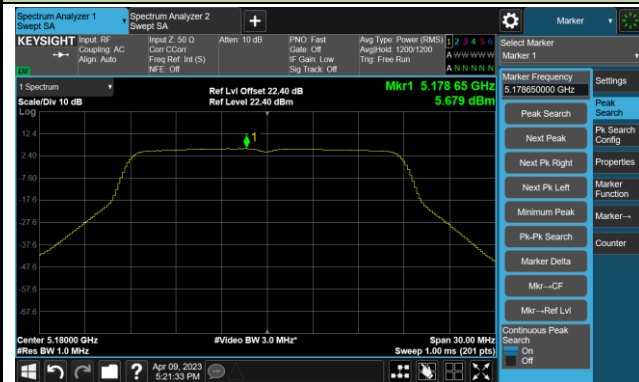 Spectrum Analyzer 1
Swept SA
Spectrum Analyzer 2
Swept SA
+
Marker
KEYSIGHT
Input: RF
Coupling: AC
Align: Auto
Input Z: 50 Ω
Corr CCorr
Freq Ref: Int (S)
NFE: Off
Atten: 10 dB
PNO: Fast
Gate: Off
IF Gain: Low
Sig Track: Off
Avg Type: Power (RMS)
Avg|Hold: 1200/1200
Trig: Free Run
1 2 3 4 5 6
A W W W W W
A N N N N N
LXI
Select Marker
Marker 1
1 Spectrum
Scale/Div 10 dB
Log
Ref Lvl Offset 22.40 dB
Ref Level 22.40 dBm
Mkr1 5.178 65 GHz
5.679 dBm
Marker Frequency
5.178650000 GHz
Settings
Peak Search
Peak
Search
Next Peak
Pk Search
Config
Next Pk Right
Properties
Next Pk Left
Marker
Function
Minimum Peak
Marker→
Pk-Pk Search
Counter
Marker Delta
Mkr→CF
Mkr→Ref Lvl
Continuous Peak
Search
On
Off
12.4
2.40
-7.60
-17.6
-27.6
-37.6
-47.6
-57.6
-67.6
1
Center 5.18000 GHz
#Res BW 1.0 MHz
#Video BW 3.0 MHz*
Span 30.00 MHz
Sweep 1.00 ms (201 pts)
?
Apr 09, 2023
5:21:33 PM